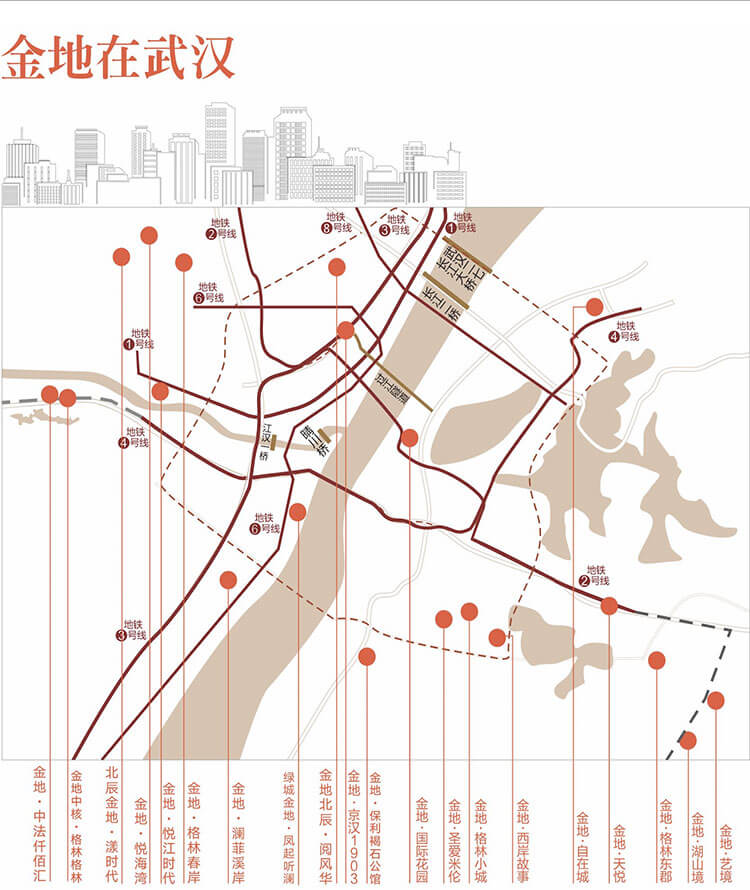 金地在武汉
地铁
2号线
地铁
8号线
地铁
3号线
地铁
1号线
武汉二七
长江大桥
长江二桥
地铁
6号线
地铁
1号线
地铁
4号线
过江隧道
江汉一桥
晴川桥
地铁
4号线
地铁
6号线
地铁
2号线
地铁
3号线
金地·中法仟佰汇
金地中核·格林格林
北辰金地·漾时代
金地·悦海湾
金地·悦江时代
金地·格林春岸
金地·澜菲溪岸
绿城金地·凤起听澜
金地北辰·阅风华
金地·京汉1903
金地·保利褐石公馆
金地·国际花园
金地·圣爱米伦
金地·格林小城
金地·西岸故事
金地·自在城
金地·天悦
金地·格林东郡
金地·湖山境
金地·艺境